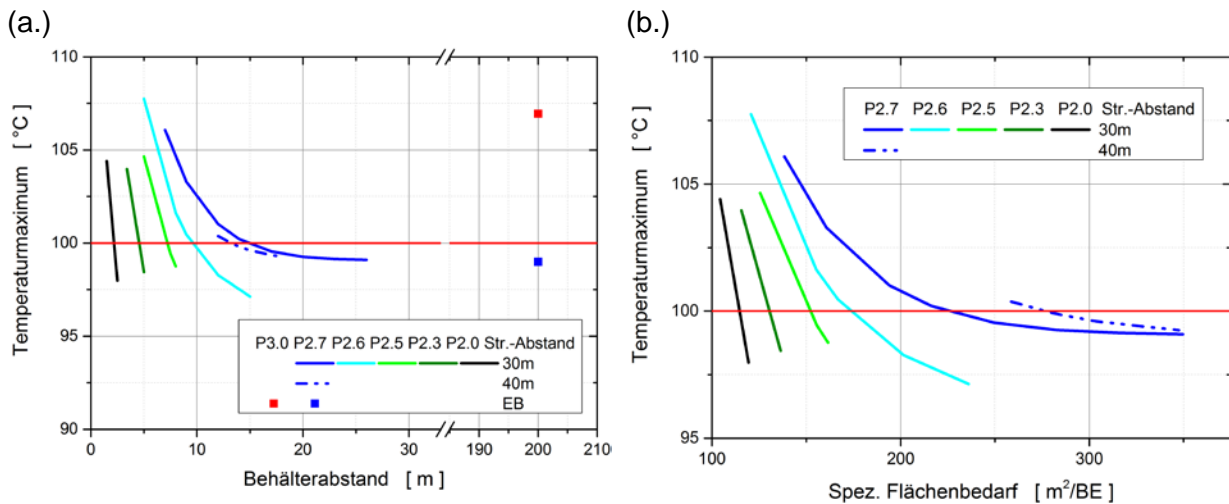 (a.)
110
105
100
95
90
Temperaturmaximum [ °C ]
0 10 20 30 190 200 210
Behälterabstand [ m ]
P3.0 P2.7 P2.6 P2.5 P2.3 P2.0 Str.-Abstand
30m
40m
EB
(b.)
110
105
100
95
Temperaturmaximum [ °C ]
100 200 300
Spez. Flächenbedarf [ m²/BE ]
P2.7 P2.6 P2.5 P2.3 P2.0 Str.-Abstand
30m
40m